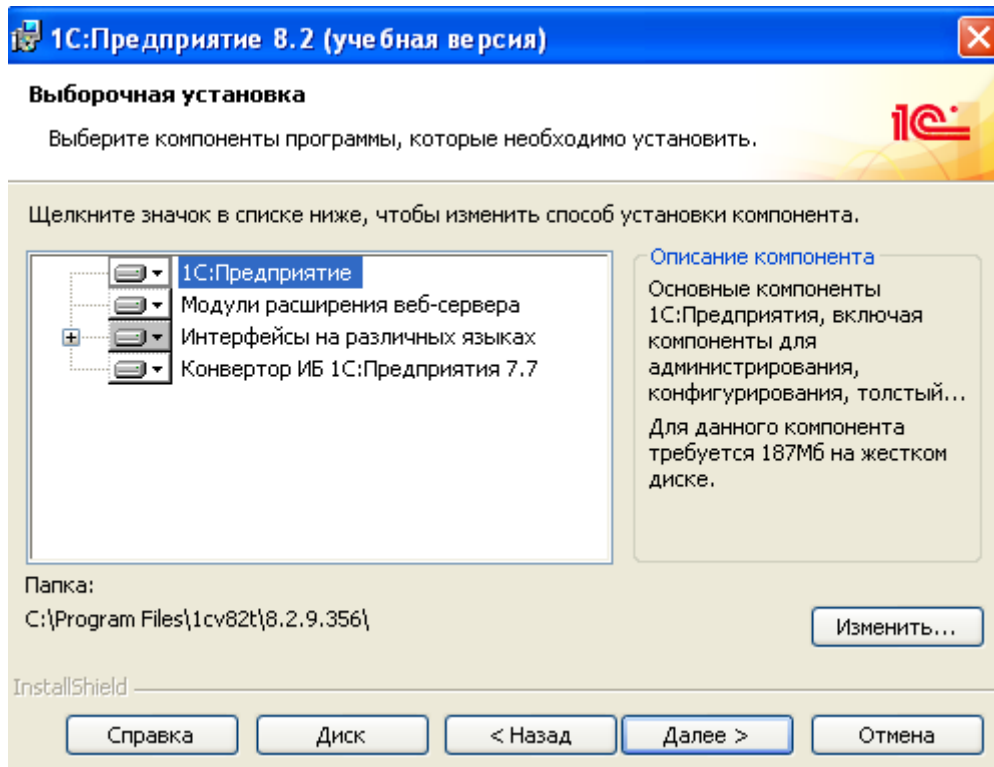 1С:Предприятие 8.2 (учебная версия)
Выборочная установка
Выберите компоненты программы, которые необходимо установить.
1С
Щелкните значок в списке ниже, чтобы изменить способ установки компонента.
1С:Предприятие
Модули расширения веб-сервера
Интерфейсы на различных языках
Конвертор ИБ 1С:Предприятия 7.7
Описание компонента
Основные компоненты
1С:Предприятия, включая
компоненты для
администрирования,
конфигурирования, толстый...
Для данного компонента
требуется 187Мб на жестком
диске.
Папка:
C:\Program Files\1cv82t\8.2.9.356\
Изменить...
InstallShield
Справка
Диск
< Назад
Далее >
Отмена